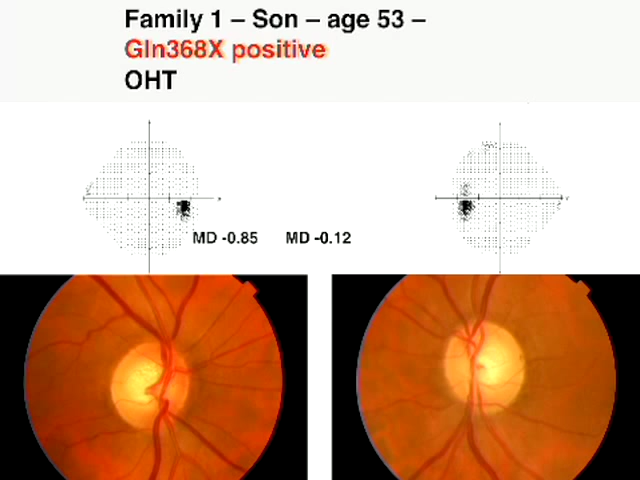 Family 1 – Son – age 53 –
Gln368X positive
OHT
MD -0.85 MD -0.12